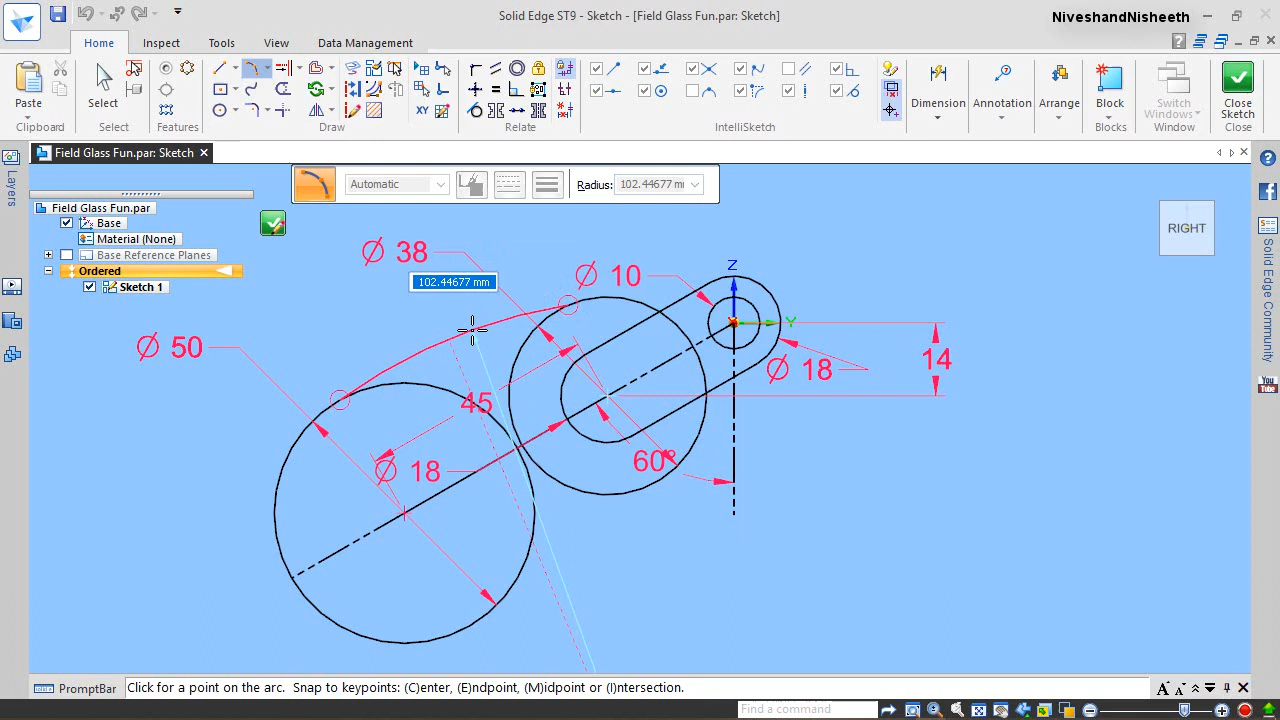 Solid Edge ST9 - Sketch - [Field Glass Fun.par: Sketch]
NiveshandNisheeth
Home
Inspect
Tools
View
Data Management
Paste
Select
XY
Dimension
Annotation
Arrange
Block
Switch Windows
Close Sketch
Clipboard
Select
Features
Draw
Relate
IntelliSketch
Blocks
Window
Close
Field Glass Fun.par: Sketch
Layers
Automatic
Radius:
102.44677 m
Field Glass Fun.par
Base
Material (None)
Base Reference Planes
Ordered
Sketch 1
RIGHT
Solid Edge Community
You Tube
Ø 38
102.44677 mm
Ø 10
Z
Y
Ø 50
14
Ø 18
45
60°
Ø 18
PromptBar
Click for a point on the arc. Snap to keypoints: (C)enter, (E)ndpoint, (M)idpoint or (I)ntersection.
Find a command